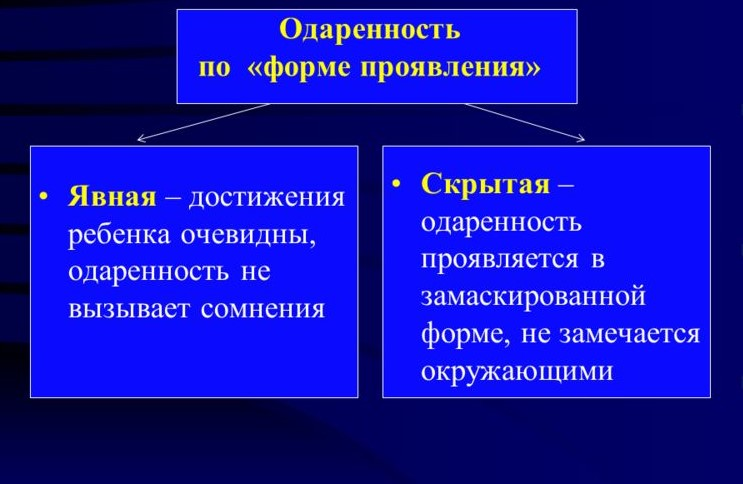 Одаренность
по «форме проявления»
• Явная – достижения
ребенка очевидны,
одаренность не
вызывает сомнения
• Скрытая –
одаренность
проявляется в
замаскированной
форме, не замечается
окружающими